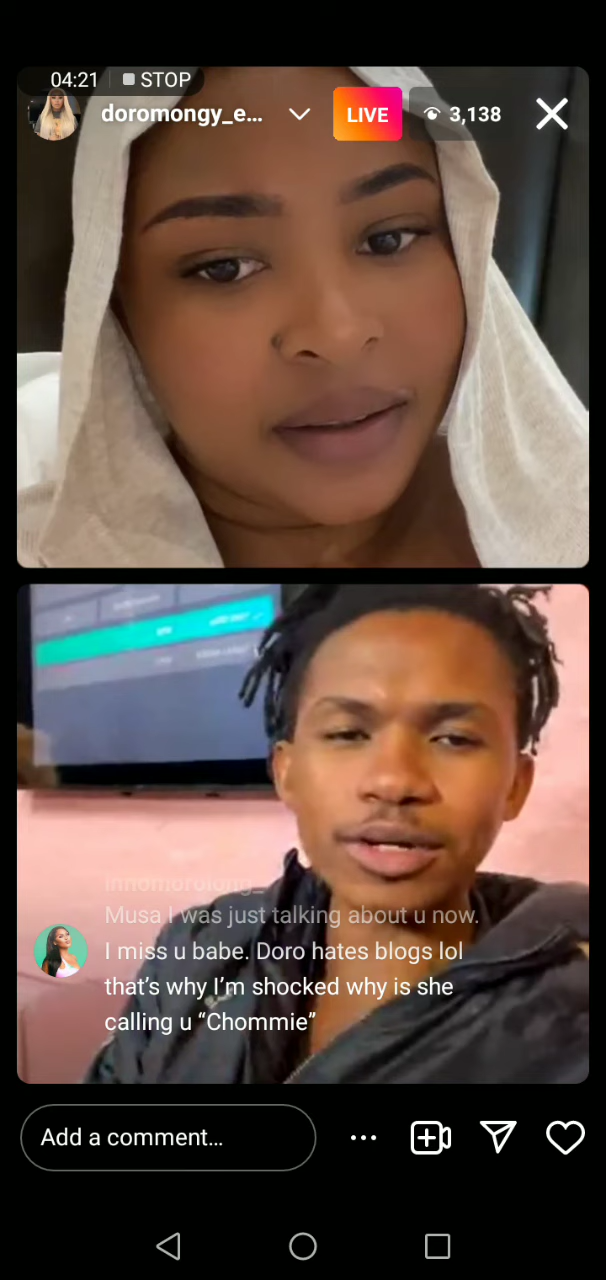 04:21 STOP
doromongy_e... LIVE 3,138
Musa I was just talking about u now.
I miss u babe. Doro hates blogs lol
that's why I'm shocked why is she
calling u “Chommie”
Add a comment...